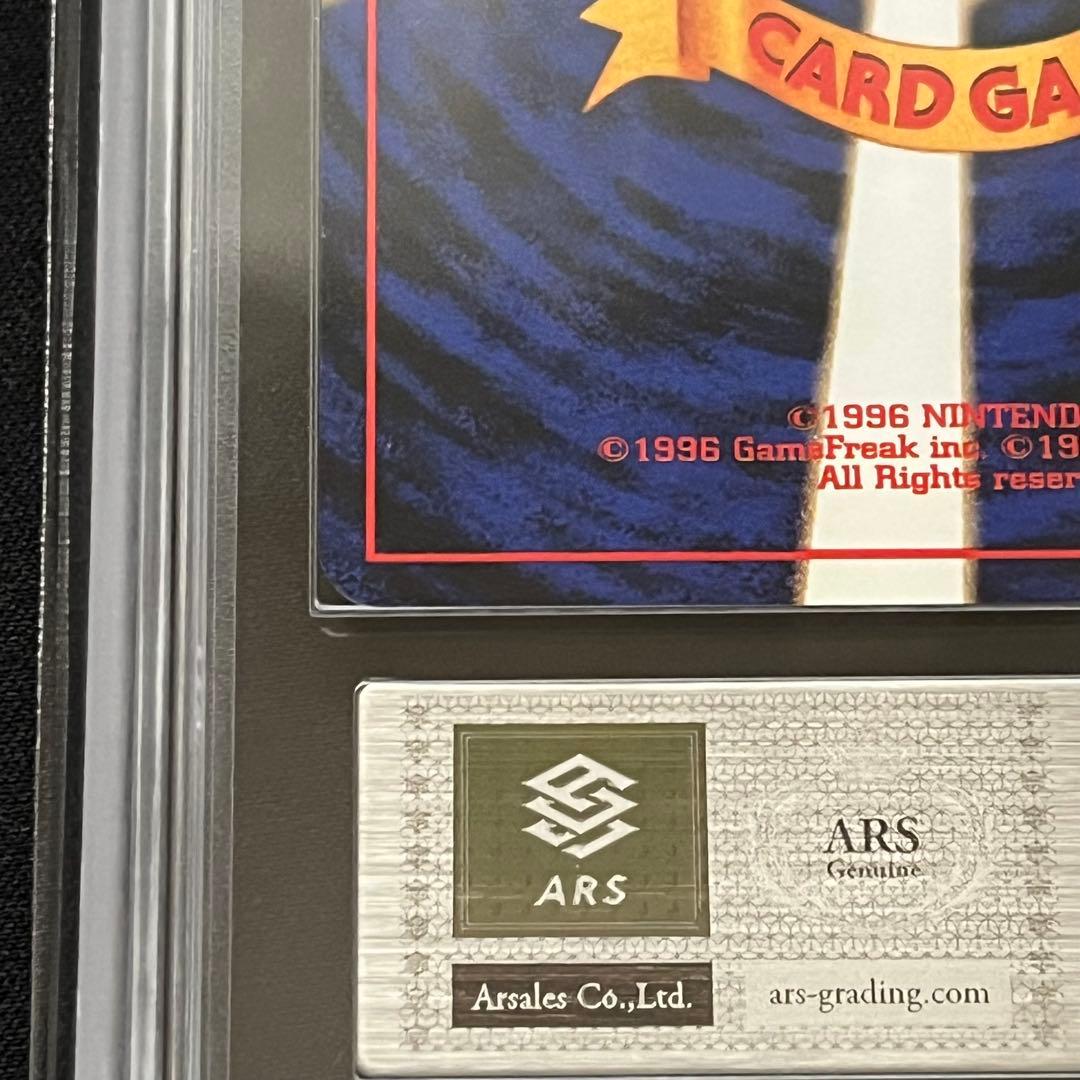 CARD GA
©1996 NINTEND
©1996 GameFreak inc. ©19
All Rights reser
ARS
ARS
Genuine
Arsales Co.,Ltd.
ars-grading.com